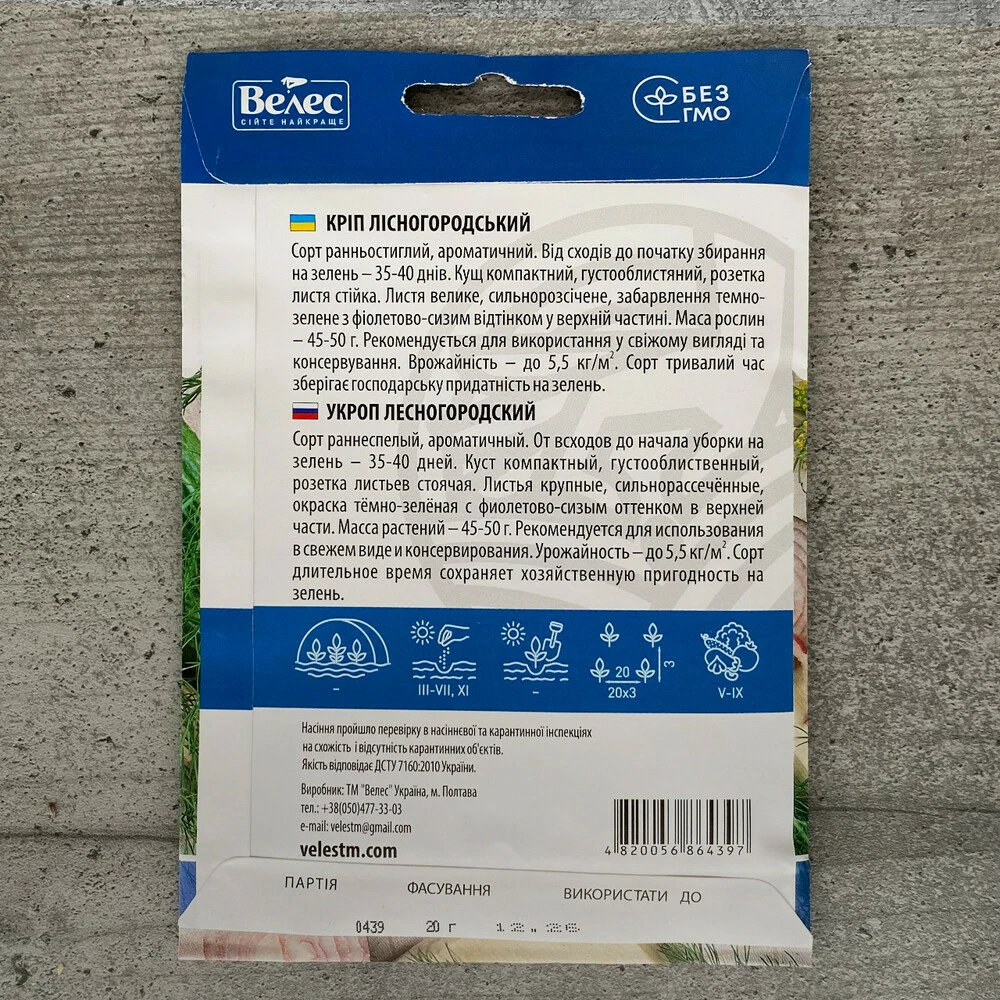 Велес
СІЙТЕ НАЙКРАЩЕ
БЕЗ
ГМО
КРІП ЛІСНОГОРОДСЬКИЙ
Сорт ранньостиглий, ароматичний. Від сходів до початку збирання
на зелень – 35-40 днів. Кущ компактний, густооблистяний, розетка
листя стійка. Листя велике, сильнорозсічене, забарвлення темно-
зелене з фіолетово-сизим відтінком у верхній частині. Маса рослин
– 45-50 г. Рекомендується для використання у свіжому вигляді та
консервування. Врожайність – до 5,5 кг/м². Сорт тривалий час
зберігає господарську придатність на зелень.
УКРОП ЛЕСНОГОРОДСКИЙ
Сорт раннеспелый, ароматичный. От всходов до начала уборки на
зелень – 35-40 дней. Куст компактный, густооблиственный,
розетка листьев стоячая. Листья крупные, сильнорассечённые,
окраска тёмно-зелёная с фиолетово-сизым оттенком в верхней
части. Масса растений – 45-50 г. Рекомендуется для использования
в свежем виде и консервирования. Урожайность – до 5,5 кг/м². Сорт
длительное время сохраняет хозяйственную пригодность на
зелень.
20
3
– III-VII, XI – 20x3 V-IX
Насіння пройшло перевірку в насіннєвої та карантинної інспекціях
на схожість і відсутність карантинних об'єктів.
Якість відповідає ДСТУ 7160:2010 України.
Виробник: ТМ "Велес" Україна, м. Полтава
тел.: +38(050)477-33-03
e-mail: velestm@gmail.com
velestm.com
4 820056 864397
ПАРТІЯ ФАСУВАННЯ ВИКОРИСТАТИ ДО
0439 20 г 12.26